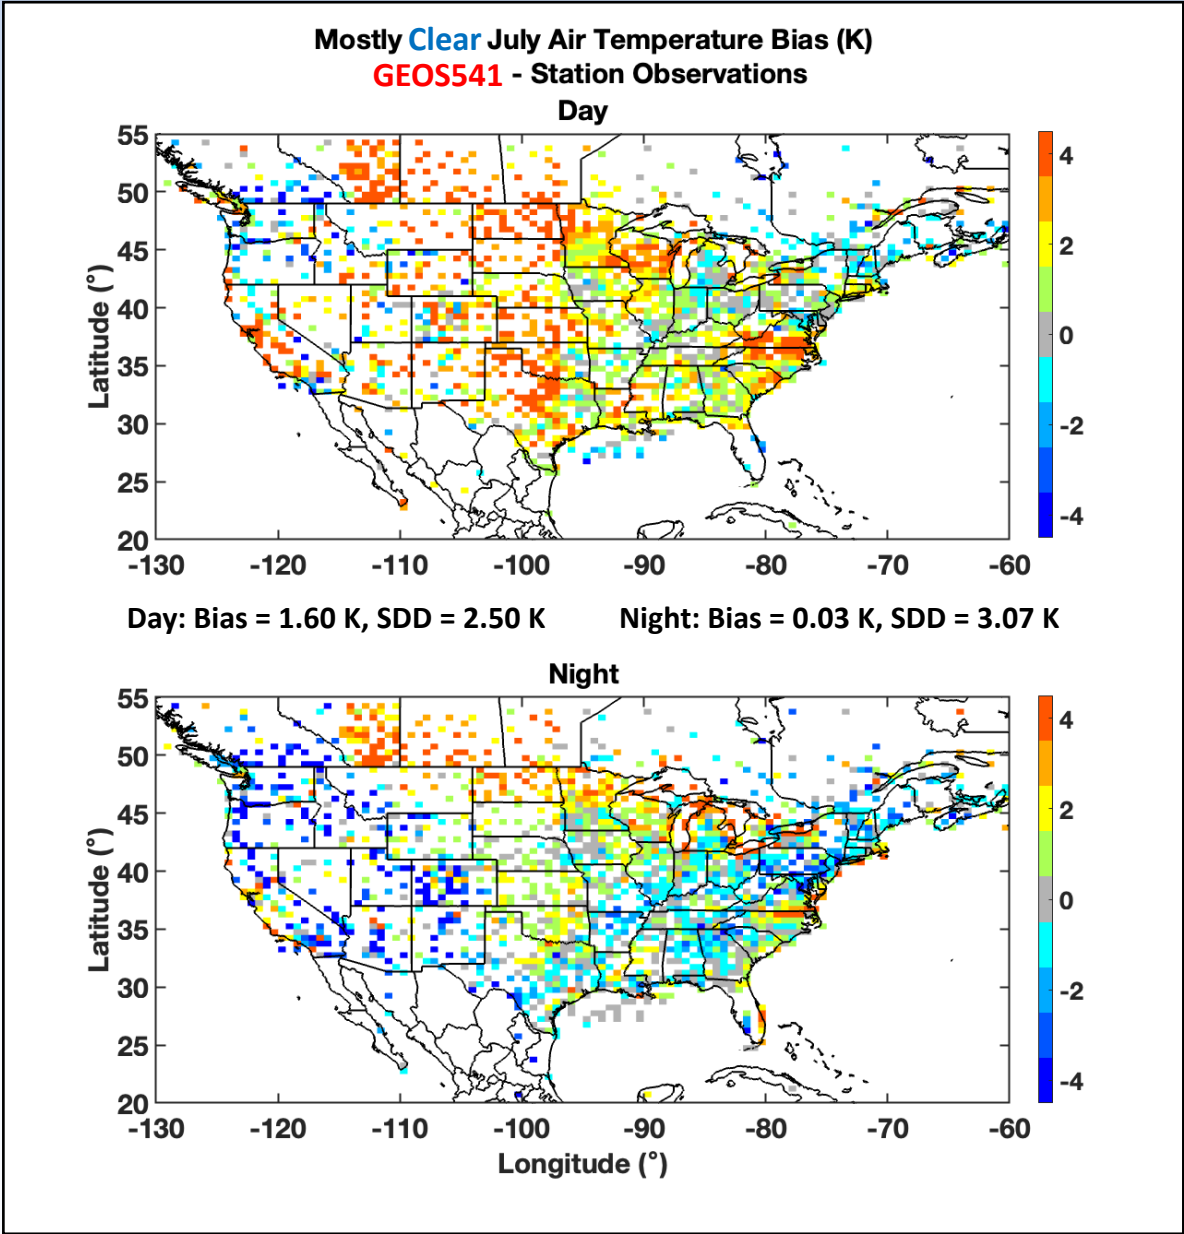 Mostly Clear July Air Temperature Bias (K)
GEOS541 - Station Observations
Day
55
50
45
40
35
30
25
20
Latitude (°)
-130 -120 -110 -100 -90 -80 -70 -60
4
2
0
-2
-4
Day: Bias = 1.60 K, SDD = 2.50 K Night: Bias = 0.03 K, SDD = 3.07 K
Night
55
50
45
40
35
30
25
20
Latitude (°)
-130 -120 -110 -100 -90 -80 -70 -60
Longitude (°)
4
2
0
-2
-4